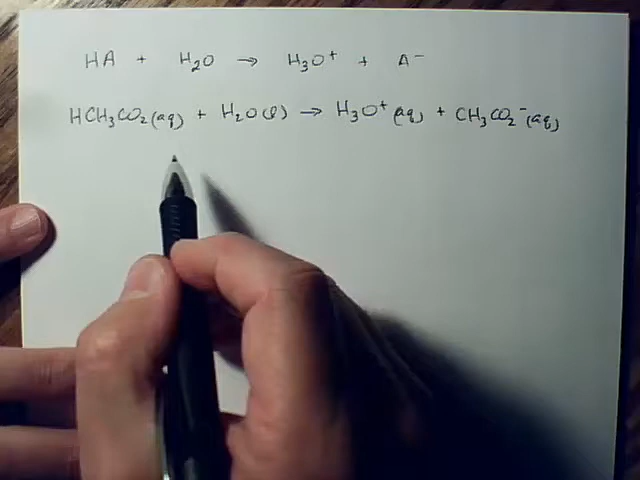 HA + H₂O → H₃O⁺ + A⁻
HCH₃CO₂(aq) + H₂O(l) → H₃O⁺(aq) + CH₃CO₂⁻(aq)